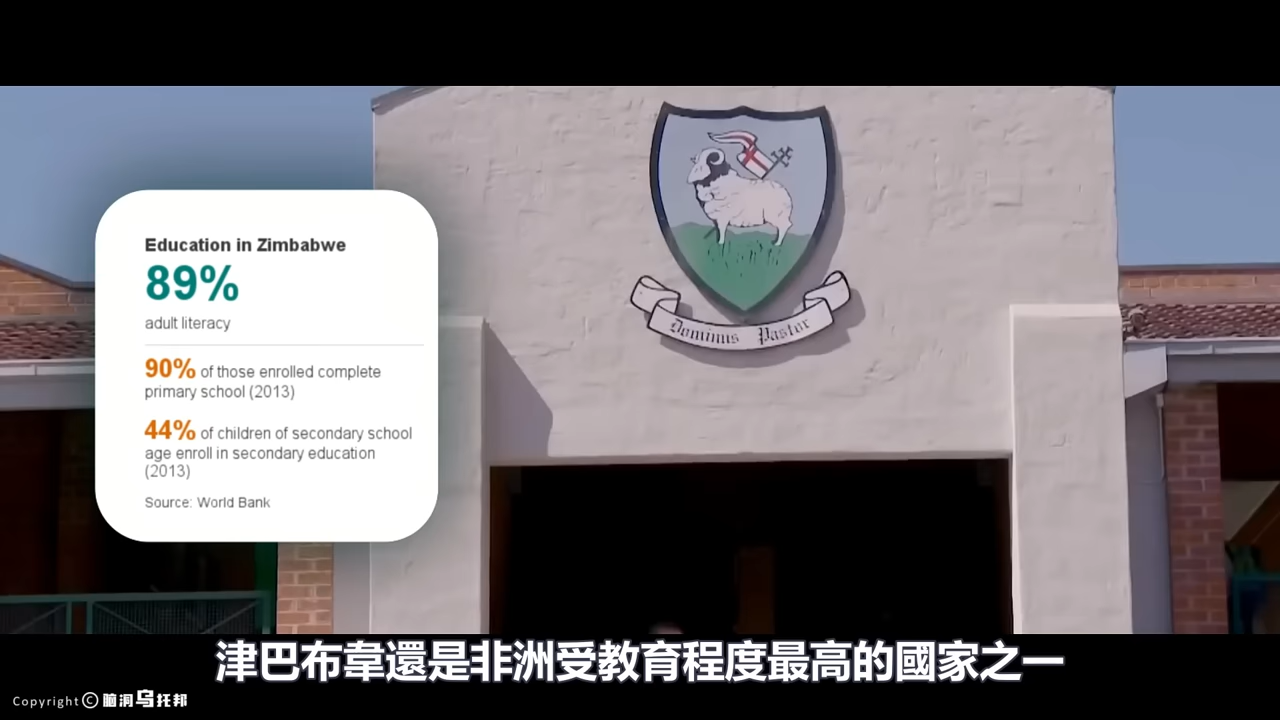 Education in Zimbabwe
89%
adult literacy
90% of those enrolled complete
primary school (2013)
44% of children of secondary school
age enroll in secondary education
(2013)
Source: World Bank
Dominus Pastor
津巴布韋還是非洲受教育程度最高的國家之一
Copyright © 脑洞乌托邦